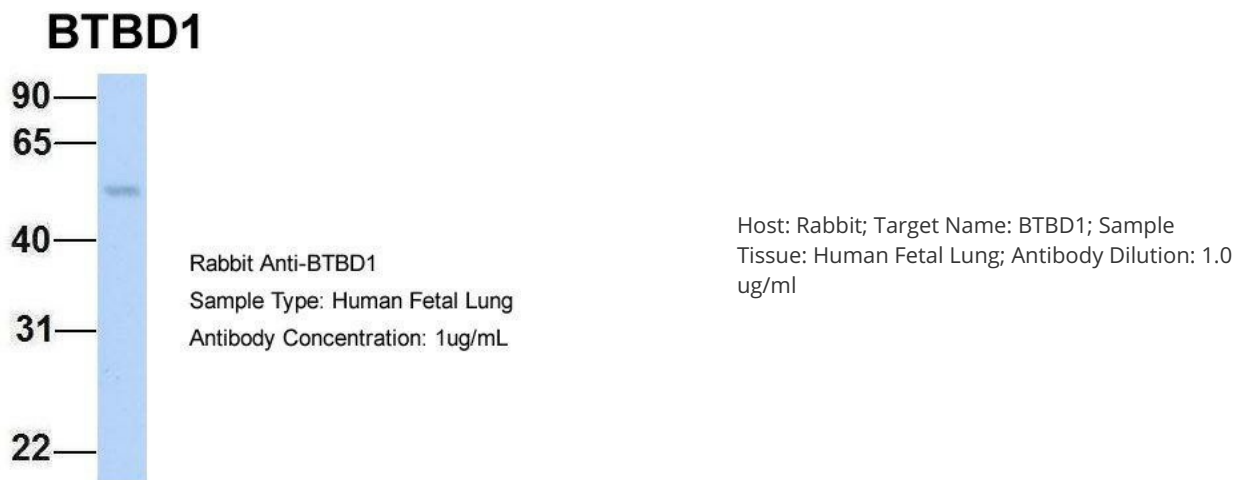 BTBD1
90
65
40
31
22
Rabbit Anti-BTBD1
Sample Type: Human Fetal Lung
Antibody Concentration: 1ug/mL
Host: Rabbit; Target Name: BTBD1; Sample
Tissue: Human Fetal Lung; Antibody Dilution: 1.0
ug/ml